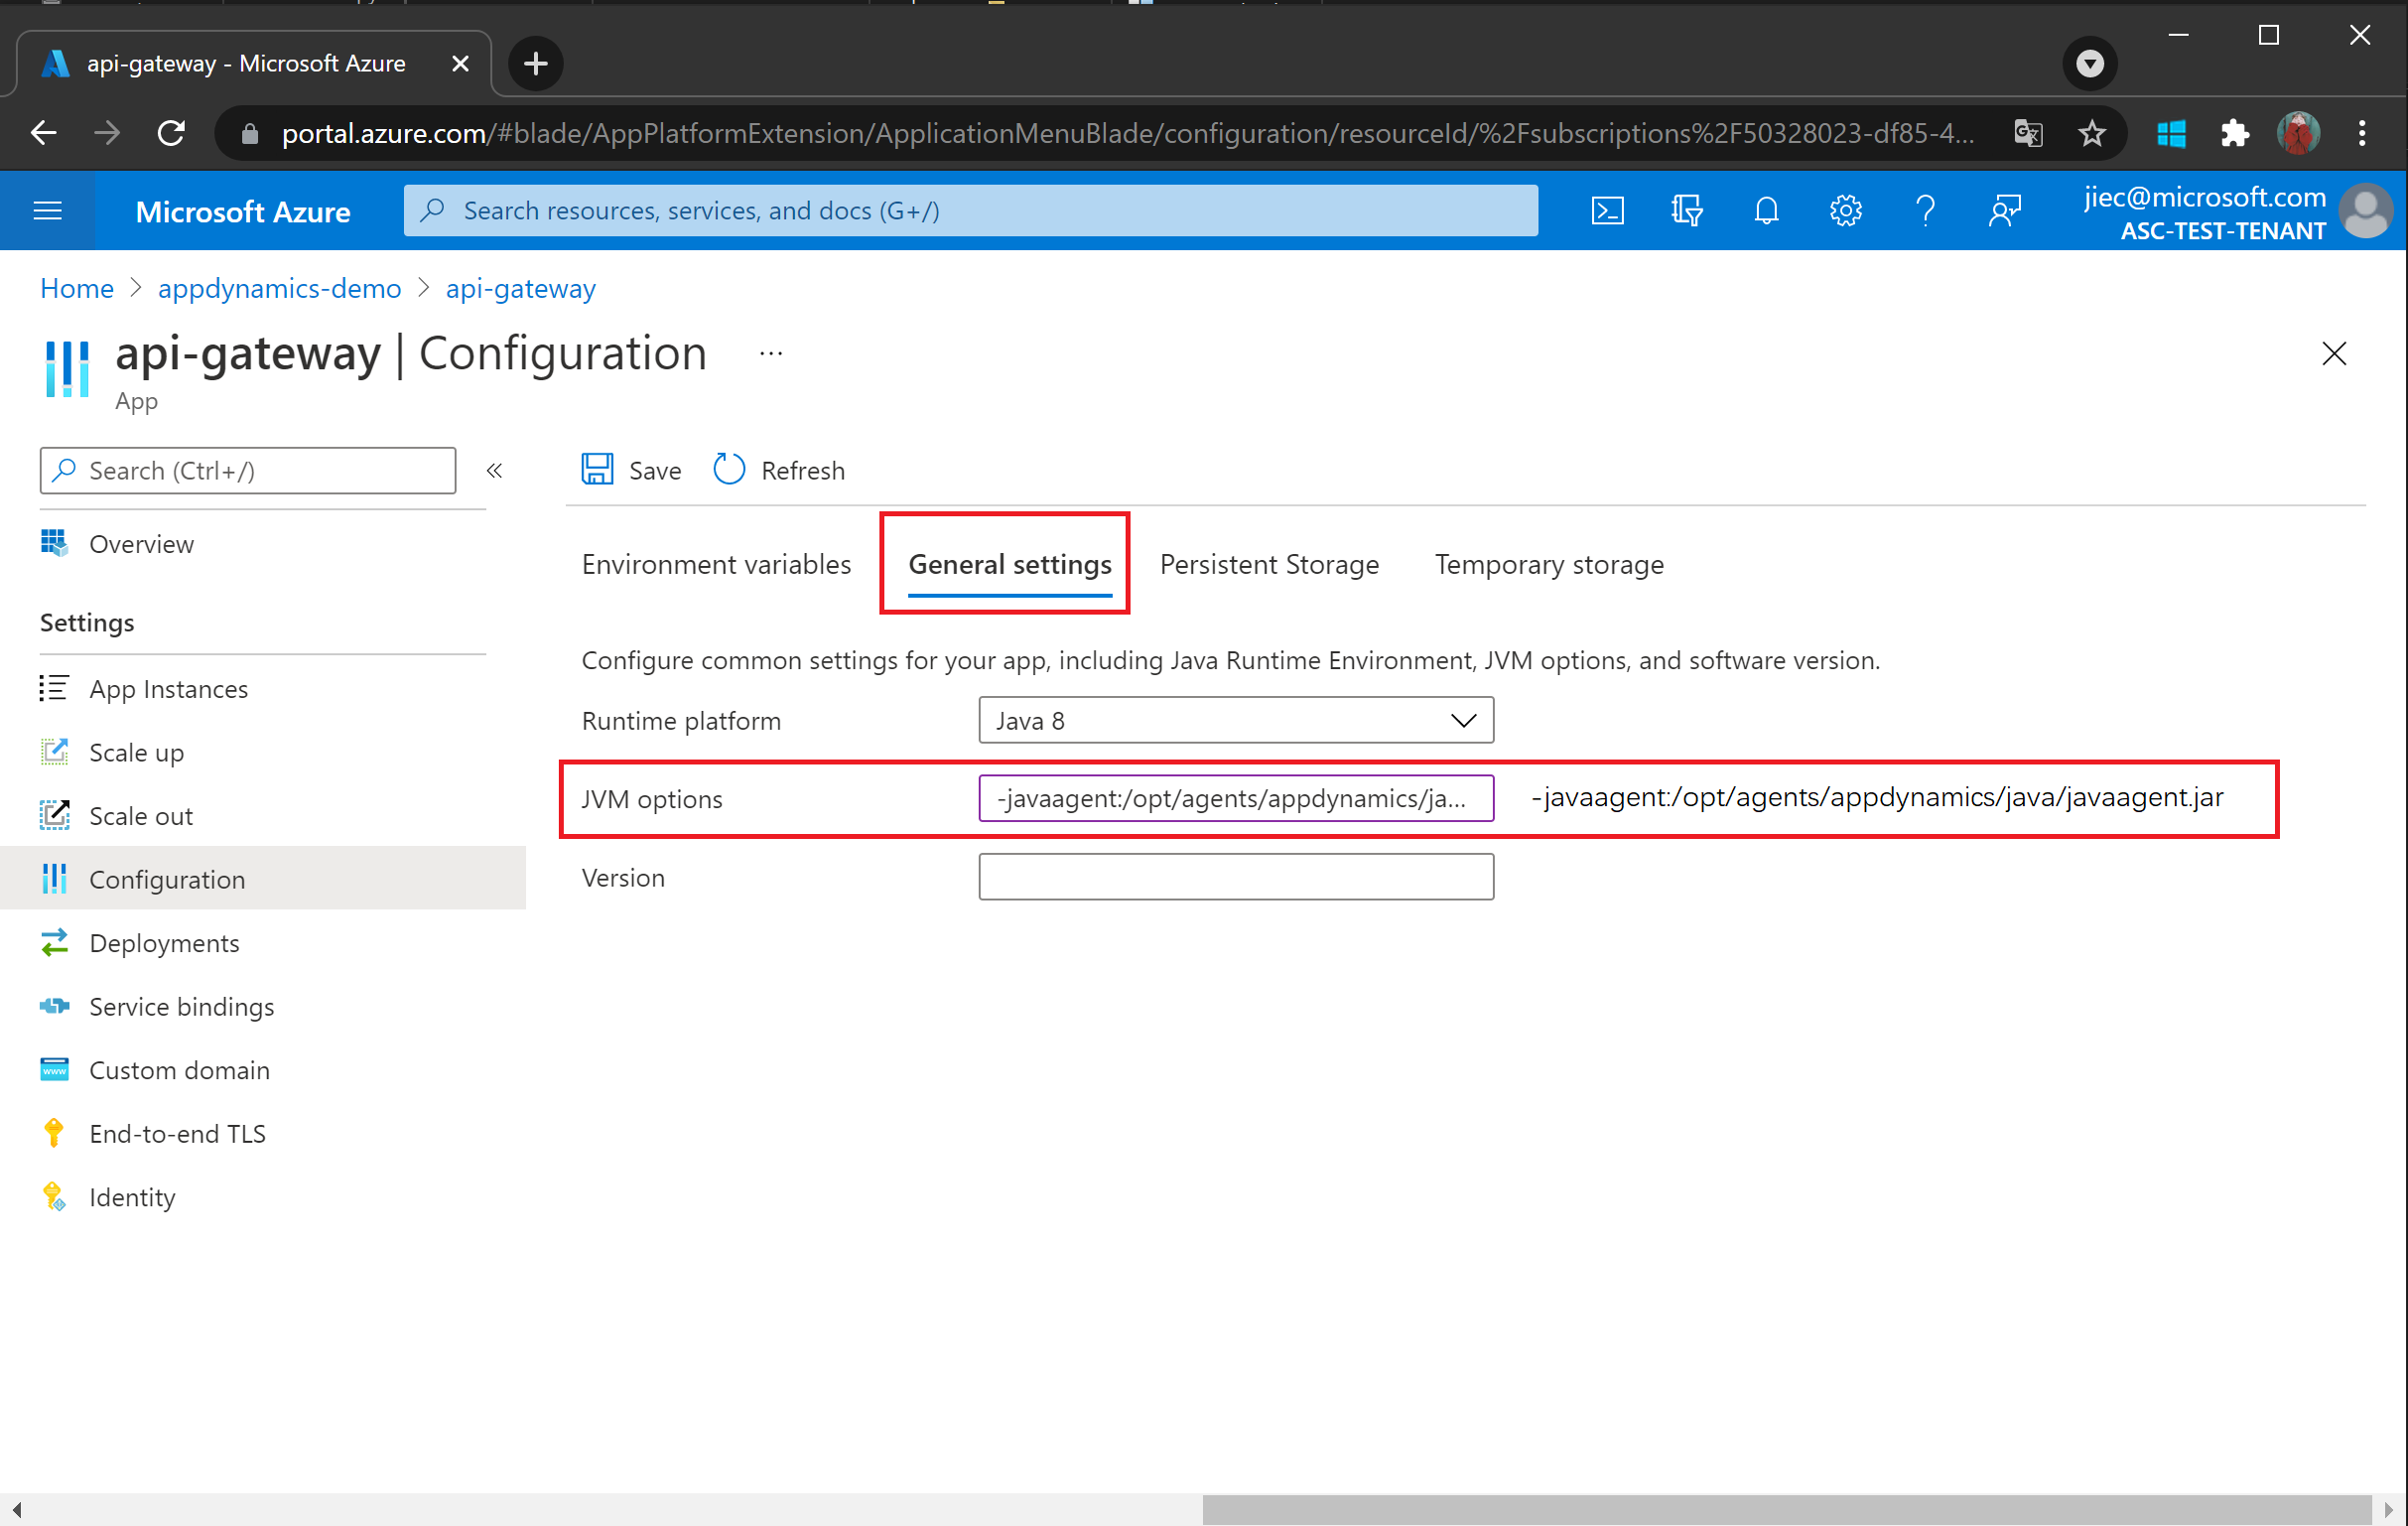 api-gateway - Microsoft Azure
portal.azure.com/#blade/AppPlatformExtension/ApplicationMenuBlade/configuration/resourceId/%2Fsubscriptions%2F50328023-df85-4...
Microsoft Azure
Search resources, services, and docs (G+/)
jiec@microsoft.com
ASC-TEST-TENANT
Home > appdynamics-demo > api-gateway
api-gateway | Configuration ...
App
Search (Ctrl+/)
«
Save
Refresh
Overview
Settings
App Instances
Scale up
Scale out
Configuration
Deployments
Service bindings
Custom domain
End-to-end TLS
Identity
Environment variables
General settings
Persistent Storage
Temporary storage
Configure common settings for your app, including Java Runtime Environment, JVM options, and software version.
Runtime platform
Java 8
JVM options
-javaagent:/opt/agents/appdynamics/ja...
-javaagent:/opt/agents/appdynamics/java/javaagent.jar
Version